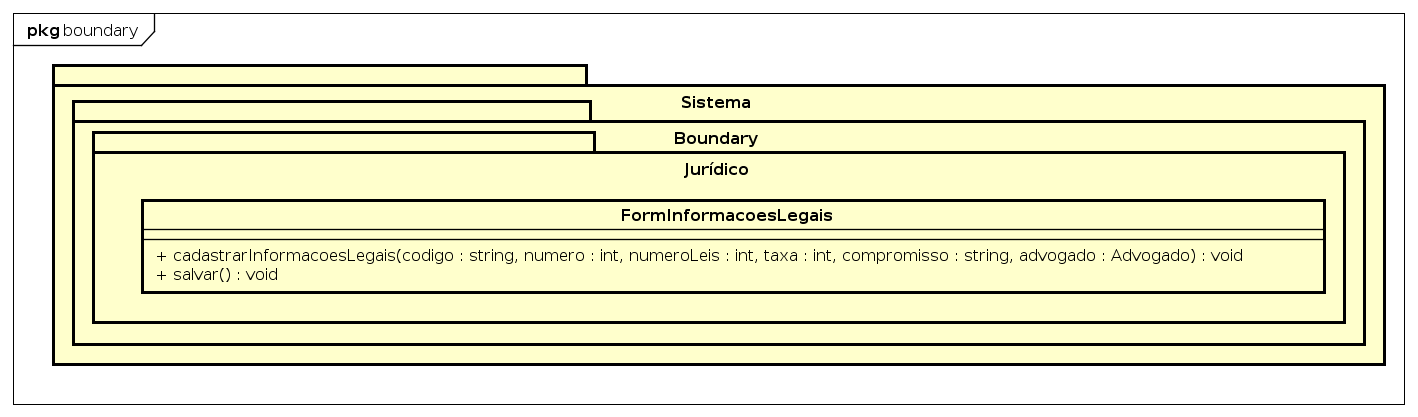 pkg boundary
Sistema
Boundary
Jurídico
FormInformacoesLegais
+ cadastrarInformacoesLegais(codigo : string, numero : int, numeroLeis : int, taxa : int, compromisso : string, advogado : Advogado) : void
+ salvar() : void